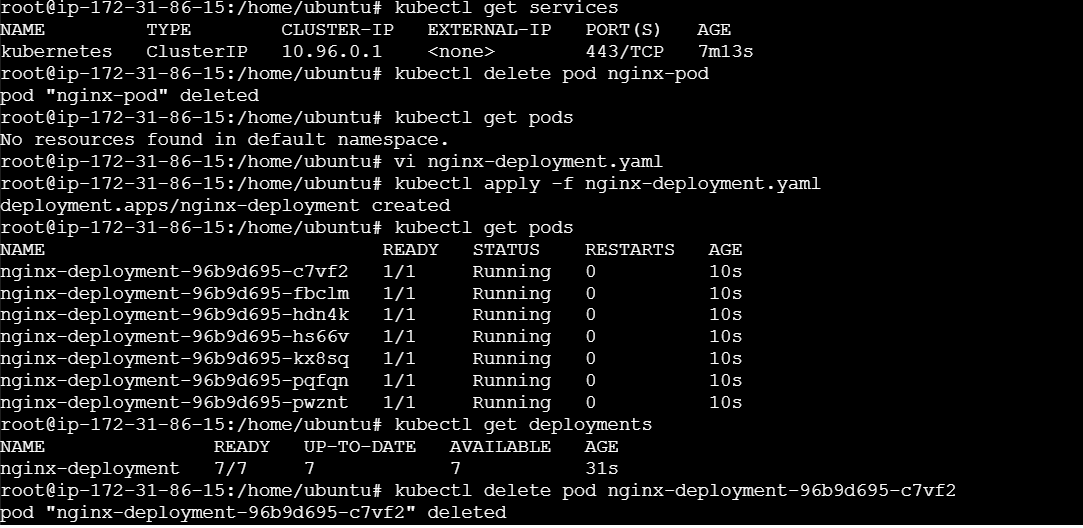 root@ip-172-31-86-15:/home/ubuntu# kubectl get services
NAME         TYPE        CLUSTER-IP   EXTERNAL-IP   PORT(S)   AGE
kubernetes   ClusterIP   10.96.0.1    <none>        443/TCP   7m13s
root@ip-172-31-86-15:/home/ubuntu# kubectl delete pod nginx-pod
pod "nginx-pod" deleted
root@ip-172-31-86-15:/home/ubuntu# kubectl get pods
No resources found in default namespace.
root@ip-172-31-86-15:/home/ubuntu# vi nginx-deployment.yaml
root@ip-172-31-86-15:/home/ubuntu# kubectl apply -f nginx-deployment.yaml
deployment.apps/nginx-deployment created
root@ip-172-31-86-15:/home/ubuntu# kubectl get pods
NAME                              READY   STATUS    RESTARTS   AGE
nginx-deployment-96b9d695-c7vf2   1/1     Running   0          10s
nginx-deployment-96b9d695-fbclm   1/1     Running   0          10s
nginx-deployment-96b9d695-hdn4k   1/1     Running   0          10s
nginx-deployment-96b9d695-hs66v   1/1     Running   0          10s
nginx-deployment-96b9d695-kx8sq   1/1     Running   0          10s
nginx-deployment-96b9d695-pqfqn   1/1     Running   0          10s
nginx-deployment-96b9d695-pwznt   1/1     Running   0          10s
root@ip-172-31-86-15:/home/ubuntu# kubectl get deployments
NAME               READY   UP-TO-DATE   AVAILABLE   AGE
nginx-deployment   7/7     7            7           31s
root@ip-172-31-86-15:/home/ubuntu# kubectl delete pod nginx-deployment-96b9d695-c7vf2
pod "nginx-deployment-96b9d695-c7vf2" deleted